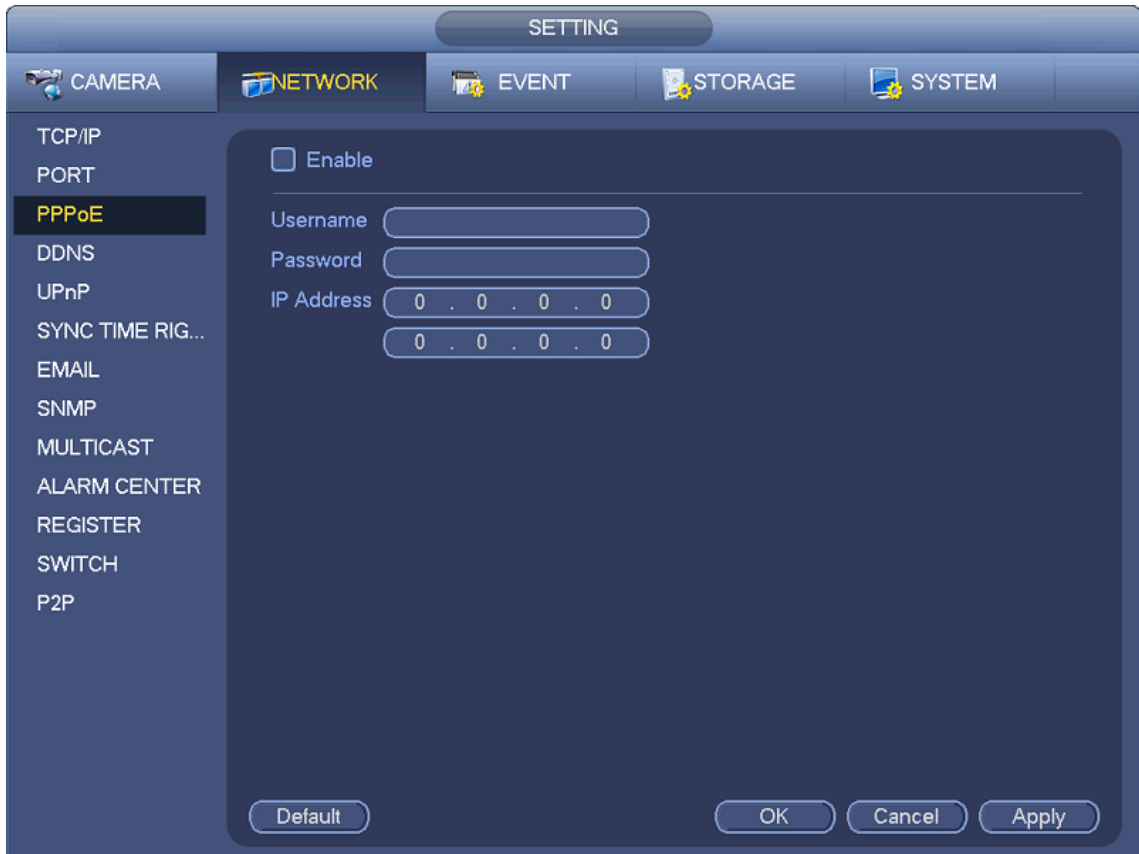 SETTING
CAMERA NETWORK EVENT STORAGE SYSTEM
TCP/IP
PORT
PPPoE
DDNS
UPnP
SYNC TIME RIG...
EMAIL
SNMP
MULTICAST
ALARM CENTER
REGISTER
SWITCH
P2P
Enable
Username
Password
IP Address 0 . 0 . 0 . 0
0 . 0 . 0 . 0
Default OK Cancel Apply